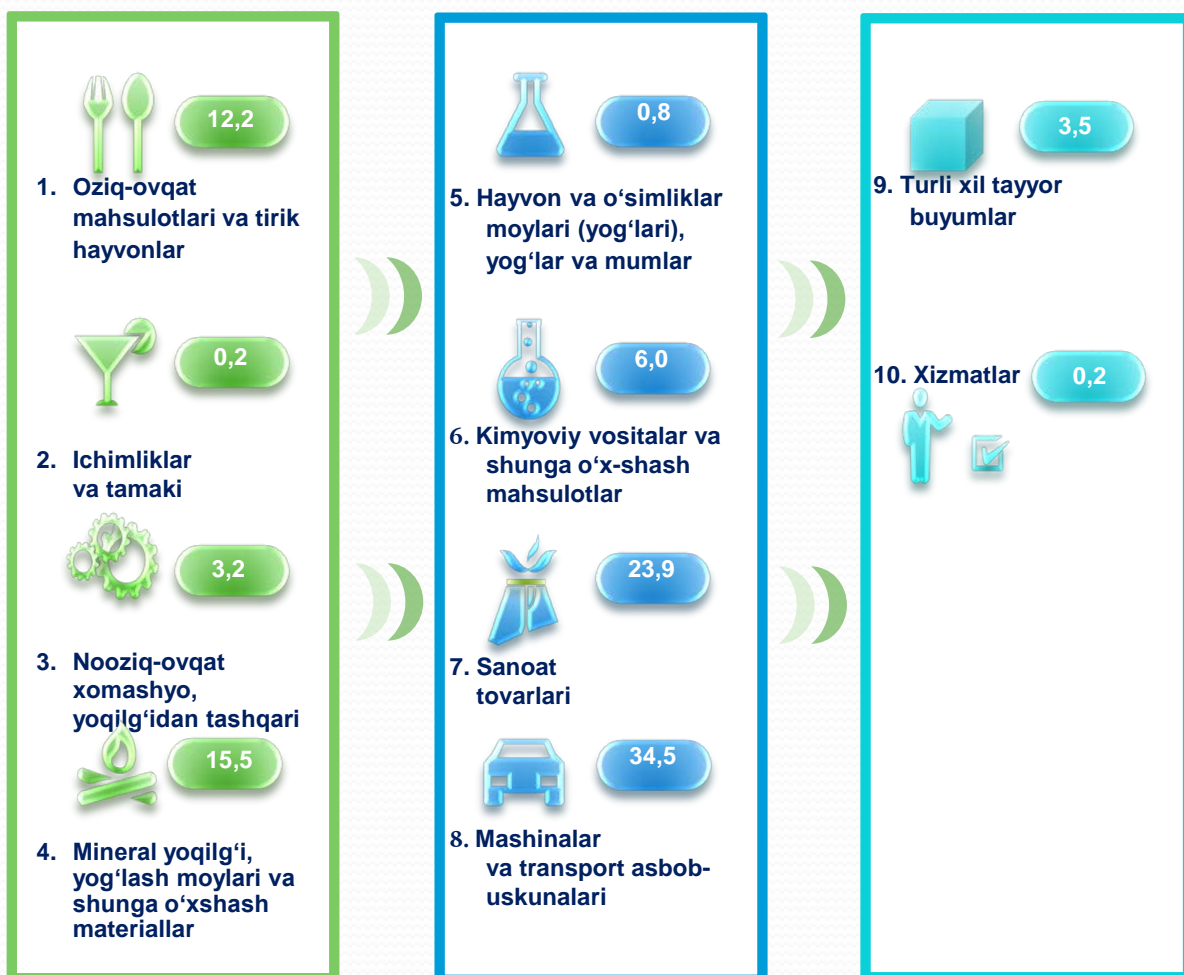 12,2
1. Oziq-ovqat
mahsulotlari va tirik
hayvonlar
0,2
2. Ichimliklar
va tamaki
3,2
3. Nooziq-ovqat
xomashyo,
yoqilg‘idan tashqari
15,5
4. Mineral yoqilg‘i,
yog‘lash moylari va
shunga o‘xshash
materiallar
0,8
5. Hayvon va o‘simliklar
moylari (yog‘lari),
yog‘lar va mumlar
6,0
6. Kimyoviy vositalar va
shunga o‘x-shash
mahsulotlar
23,9
7. Sanoat
tovarlari
34,5
8. Mashinalar
va transport asbob-
uskunalari
3,5
9. Turli xil tayyor
buyumlar
10. Xizmatlar 0,2